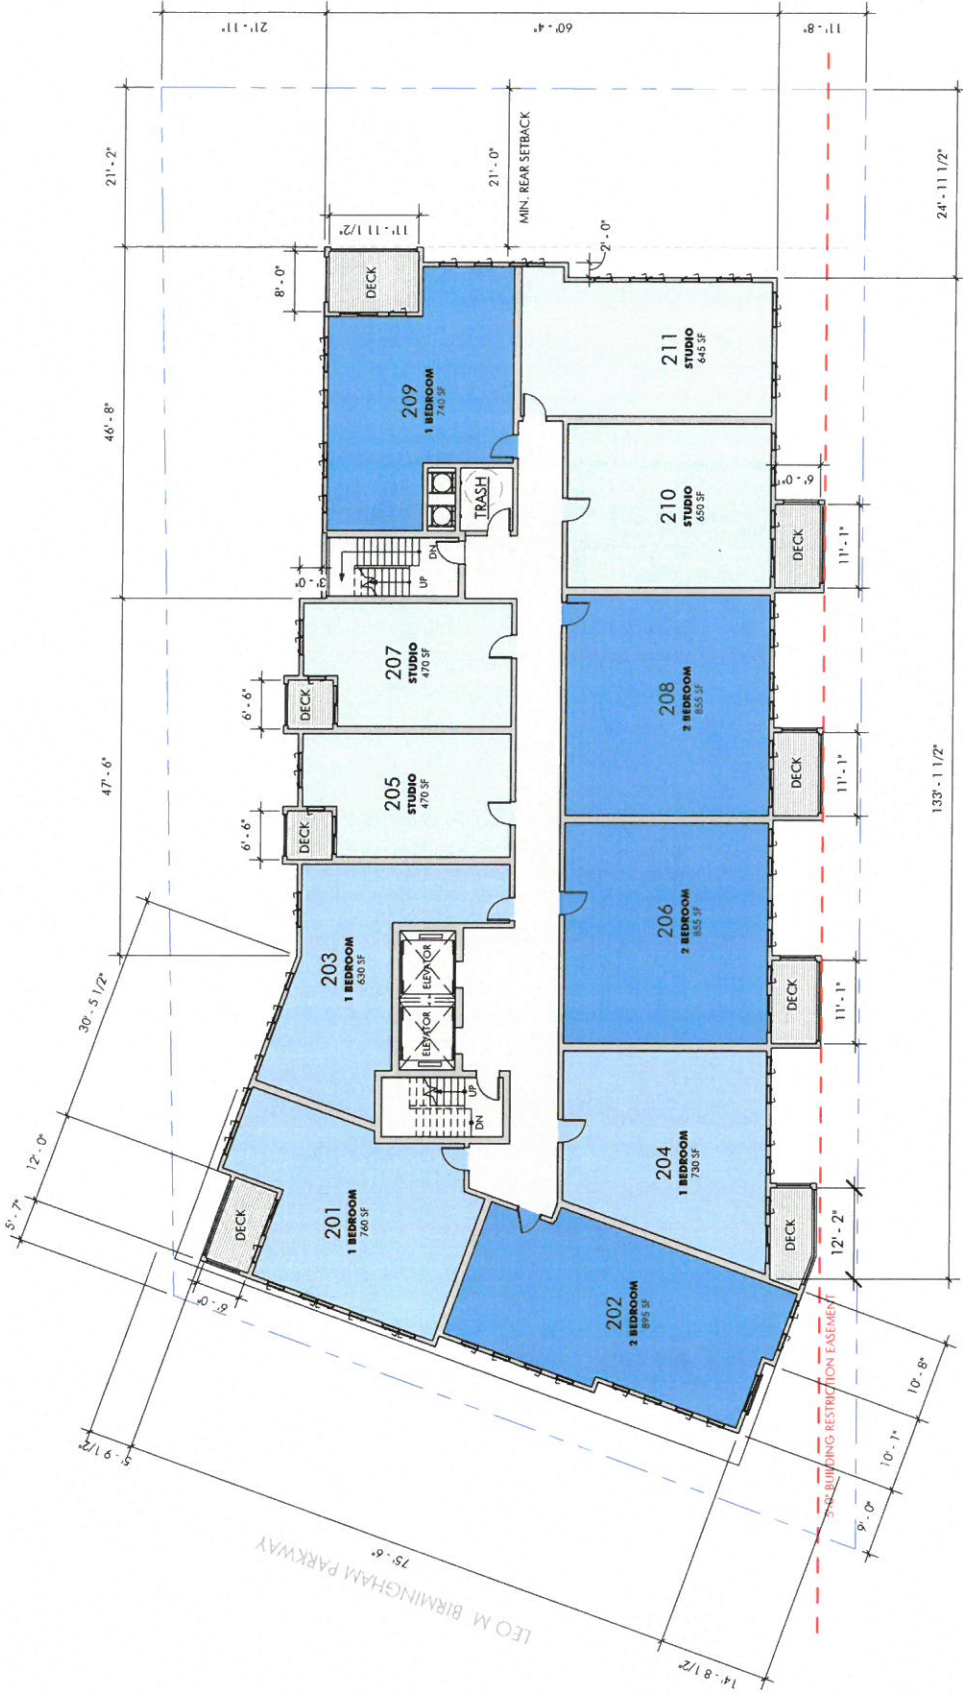 21' - 11"
60' - 4"
11' - 8"
21' - 2"
21' - 0"
MIN. REAR SETBACK
24' - 11 1/2"
46' - 8"
8' - 0"
11' - 11 1/2"
2' - 0"
DECK
209
1 BEDROOM
740 SF
211
STUDIO
645 SF
TRASH
210
STUDIO
650 SF
6' - 0"
DECK
11' - 1"
DN
UP
47' - 6"
6' - 6"
DECK
207
STUDIO
470 SF
208
2 BEDROOM
855 SF
DECK
11' - 1"
133' - 1 1/2"
6' - 6"
DECK
205
STUDIO
470 SF
206
2 BEDROOM
855 SF
DECK
11' - 1"
30' - 5 1/2"
203
1 BEDROOM
630 SF
ELEVATOR
ELEVATOR
UP
DN
204
1 BEDROOM
730 SF
DECK
12' - 2"
12' - 0"
5' - 7"
DECK
6' - 0"
201
1 BEDROOM
760 SF
202
2 BEDROOM
895 SF
5' - 9 1/2"
75' - 6"
14' - 8 1/2"
10' - 8"
10' - 1"
9' - 0"
5'-0" BUILDING RESTRICTION EASEMENT
LEO M BIRMINGHAM PARKWAY